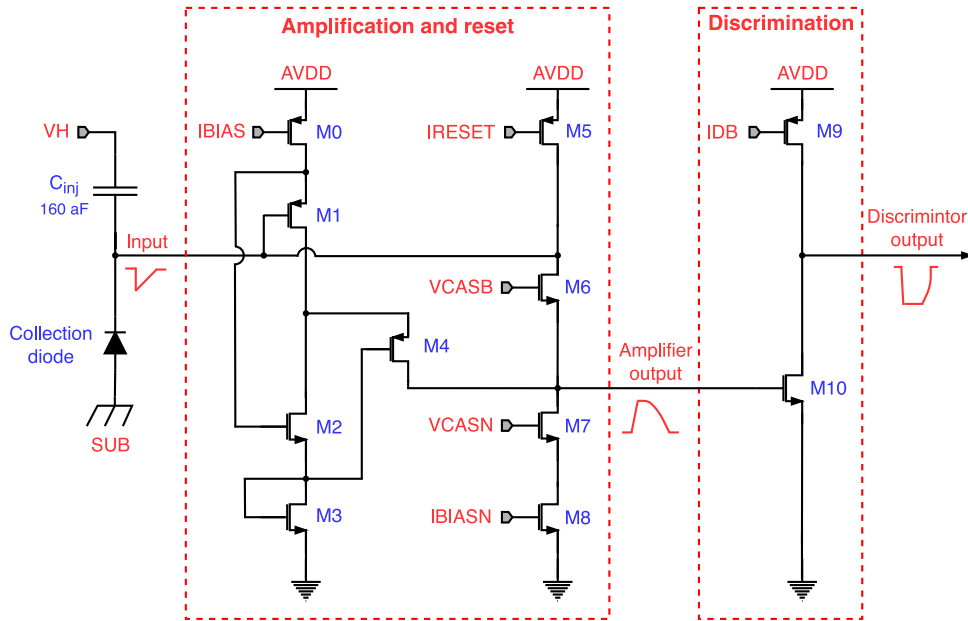 Amplification and reset
Discrimination
AVDD
AVDD
AVDD
VH
IBIAS
M0
IRESET
M5
IDB
M9
Cinj
160 aF
M1
Input
Discrimintor
output
VCASB
M6
Collection
diode
M4
Amplifier
output
M10
SUB
M2
VCASN
M7
M3
IBIASN
M8